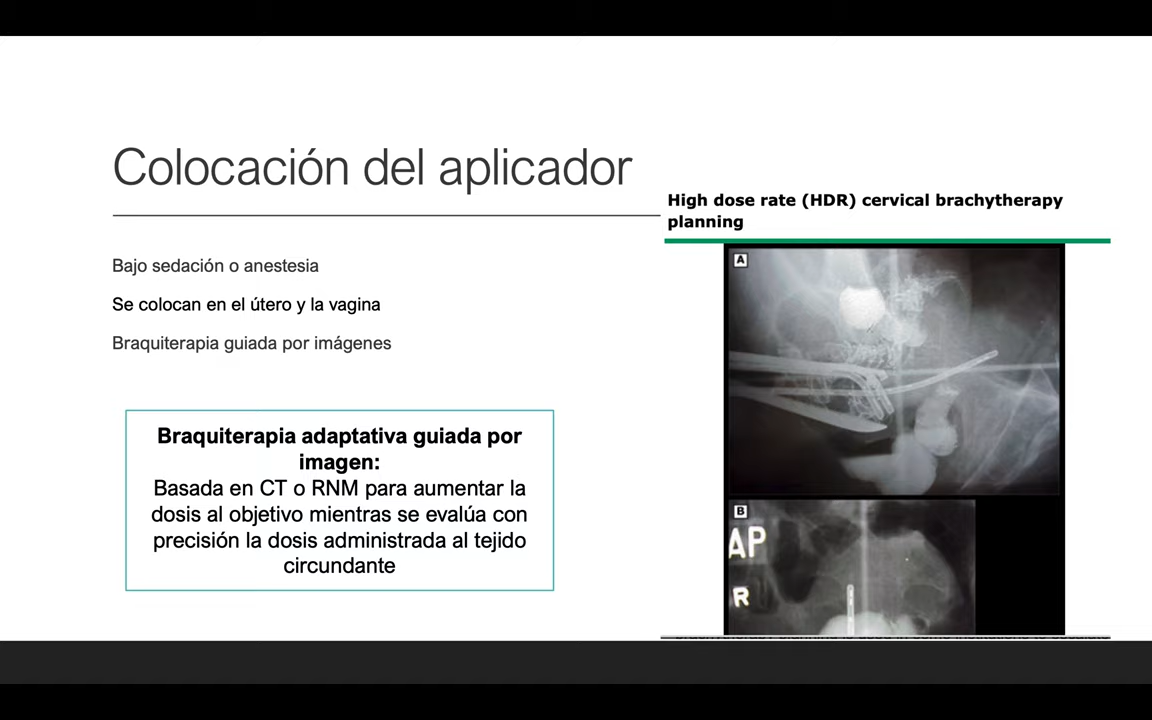 Colocación del aplicador
Bajo sedación o anestesia
Se colocan en el útero y la vagina
Braquiterapia guiada por imágenes
Braquiterapia adaptativa guiada por
imagen:
Basada en CT o RNM para aumentar la
dosis al objetivo mientras se evalúa con
precisión la dosis administrada al tejido
circundante
High dose rate (HDR) cervical brachytherapy
planning
A
B
AP
R